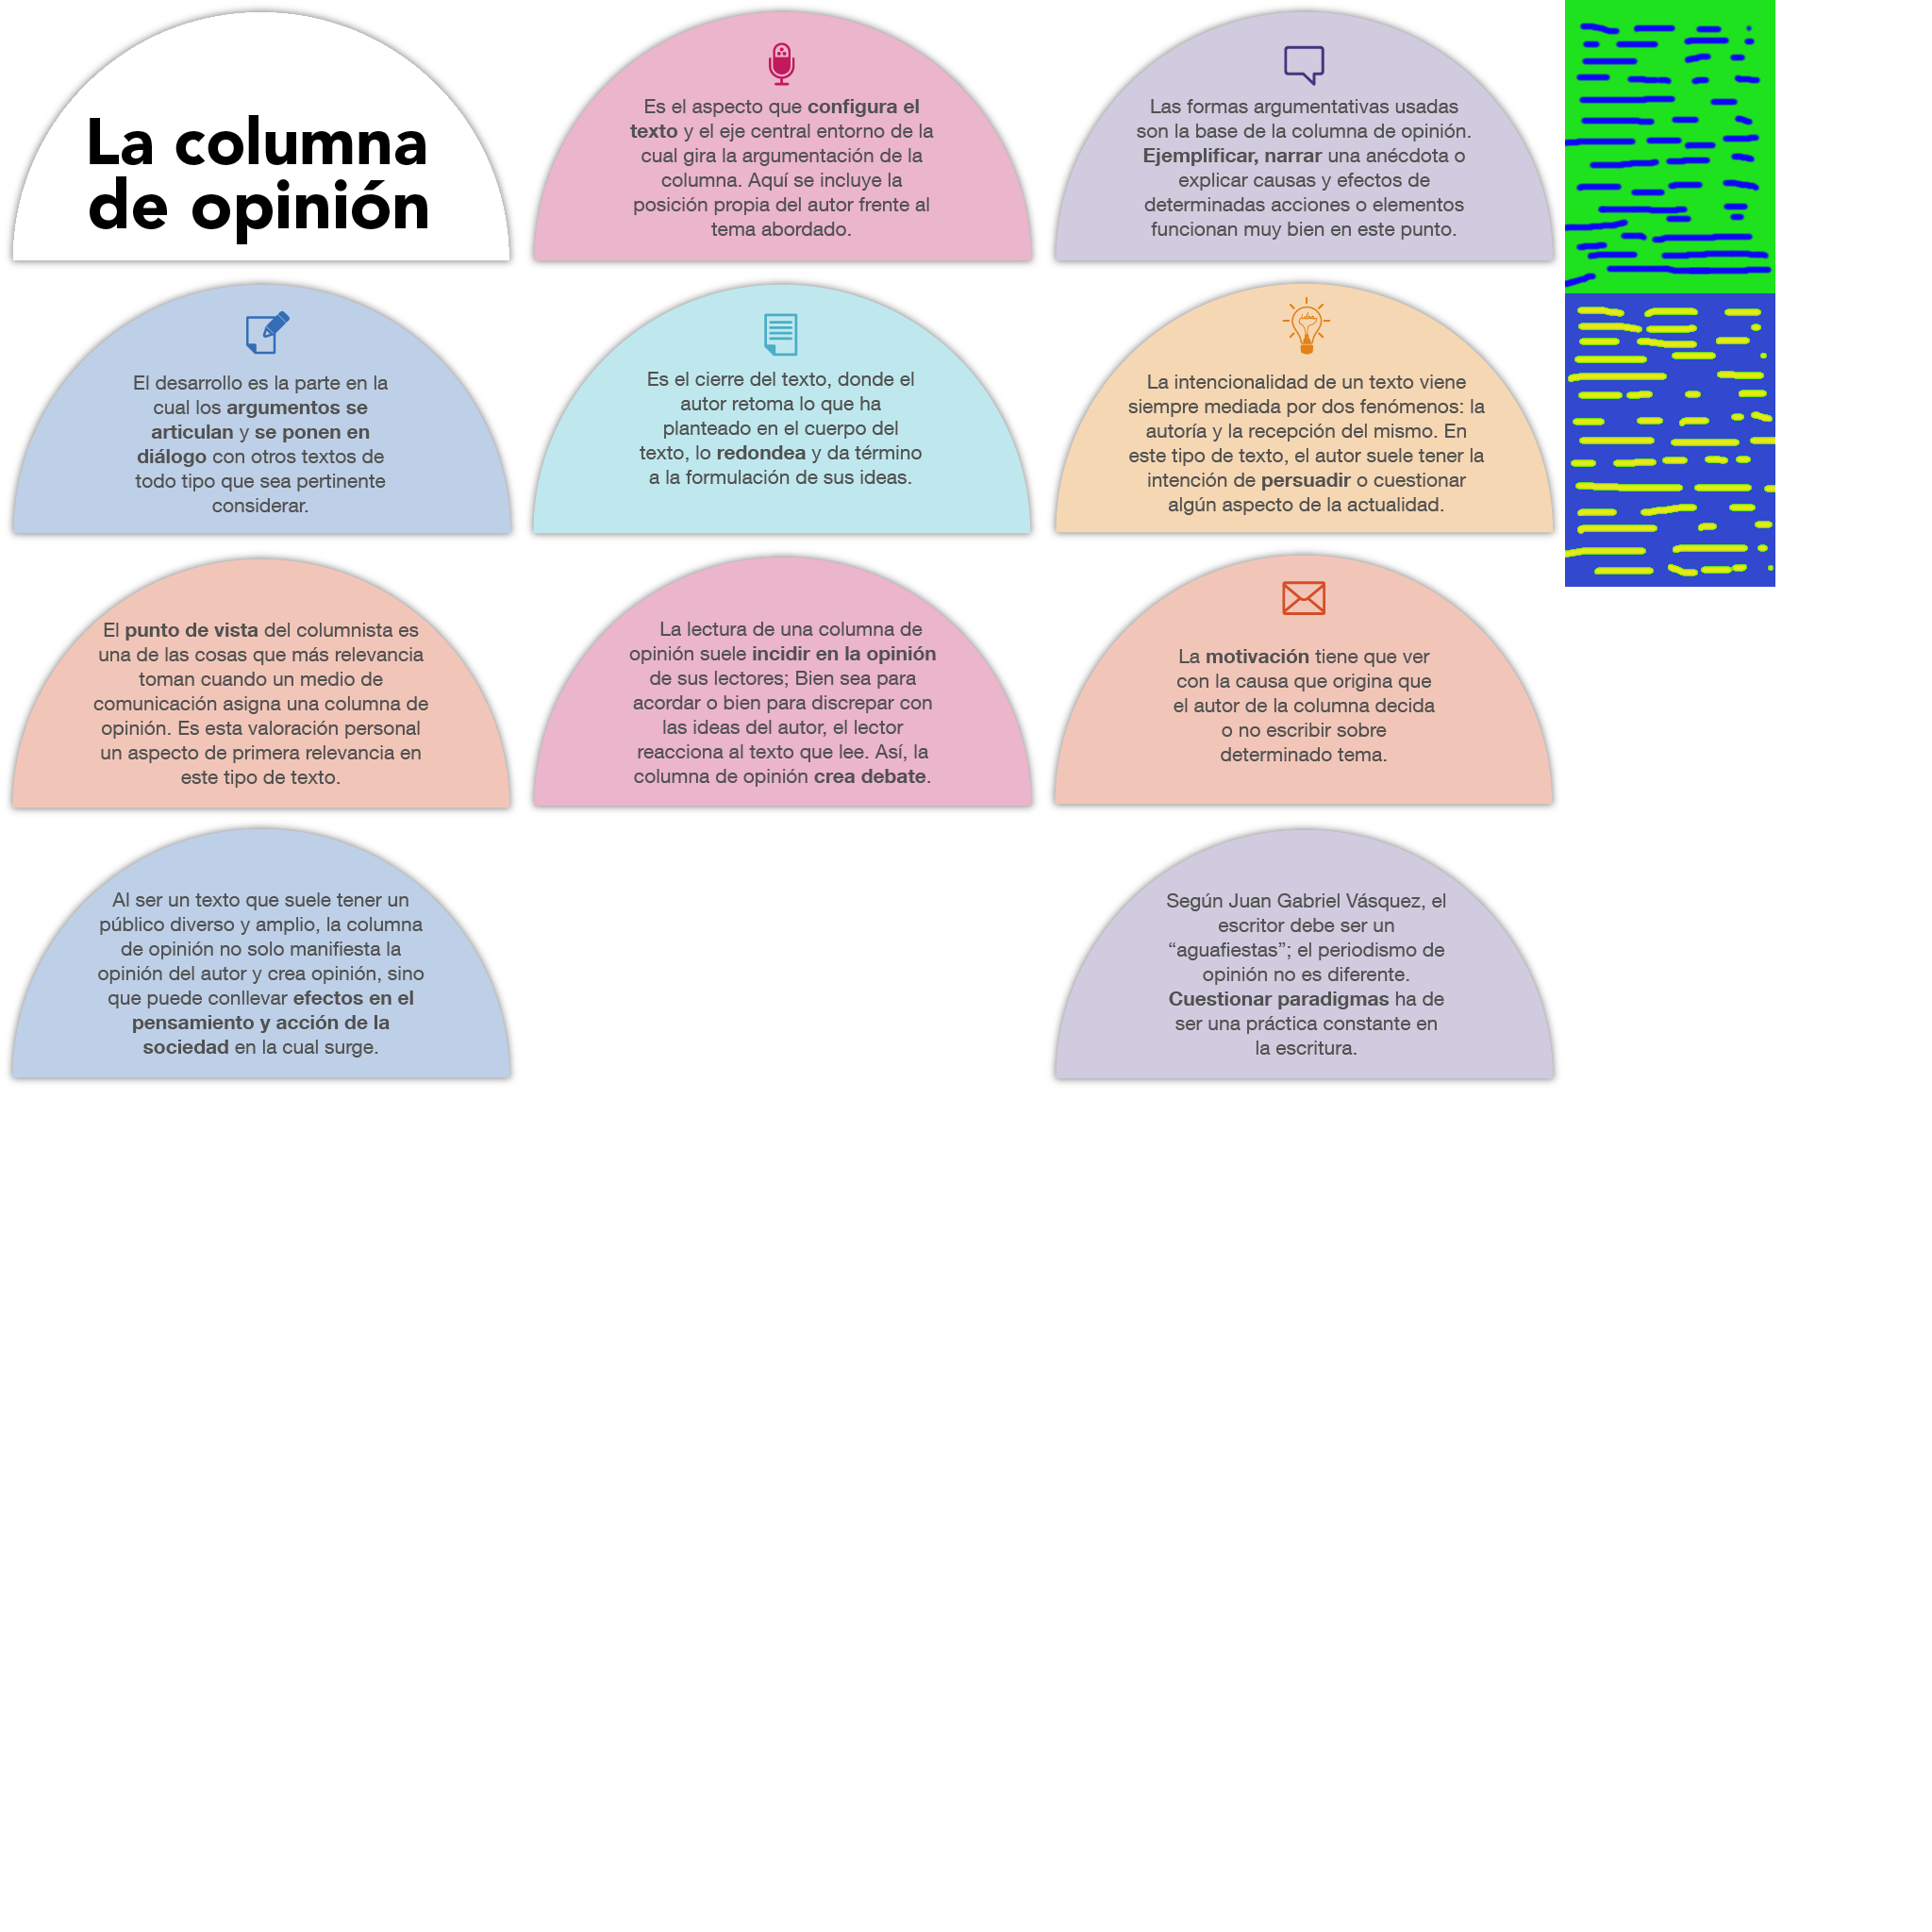 La columna
de opinión
Es el aspecto que configura el
texto y el eje central entorno de la
cual gira la argumentación de la
columna. Aquí se incluye la
posición propia del autor frente al
tema abordado.
Las formas argumentativas usadas
son la base de la columna de opinión.
Ejemplificar, narrar una anécdota o
explicar causas y efectos de
determinadas acciones o elementos
funcionan muy bien en este punto.
El desarrollo es la parte en la
cual los argumentos se
articulan y se ponen en
diálogo con otros textos de
todo tipo que sea pertinente
considerar.
Es el cierre del texto, donde el
autor retoma lo que ha
planteado en el cuerpo del
texto, lo redondea y da término
a la formulación de sus ideas.
idea
La intencionalidad de un texto viene
siempre mediada por dos fenómenos: la
autoría y la recepción del mismo. En
este tipo de texto, el autor suele tener la
intención de persuadir o cuestionar
algún aspecto de la actualidad.
El punto de vista del columnista es
una de las cosas que más relevancia
toman cuando un medio de
comunicación asigna una columna de
opinión. Es esta valoración personal
un aspecto de primera relevancia en
este tipo de texto.
La lectura de una columna de
opinión suele incidir en la opinión
de sus lectores; Bien sea para
acordar o bien para discrepar con
las ideas del autor, el lector
reacciona al texto que lee. Así, la
columna de opinión crea debate.
La motivación tiene que ver
con la causa que origina que
el autor de la columna decida
o no escribir sobre
determinado tema.
Al ser un texto que suele tener un
público diverso y amplio, la columna
de opinión no solo manifiesta la
opinión del autor y crea opinión, sino
que puede conllevar efectos en el
pensamiento y acción de la
sociedad en la cual surge.
Según Juan Gabriel Vásquez, el
escritor debe ser un
“aguafiestas”; el periodismo de
opinión no es diferente.
Cuestionar paradigmas ha de
ser una práctica constante en
la escritura.